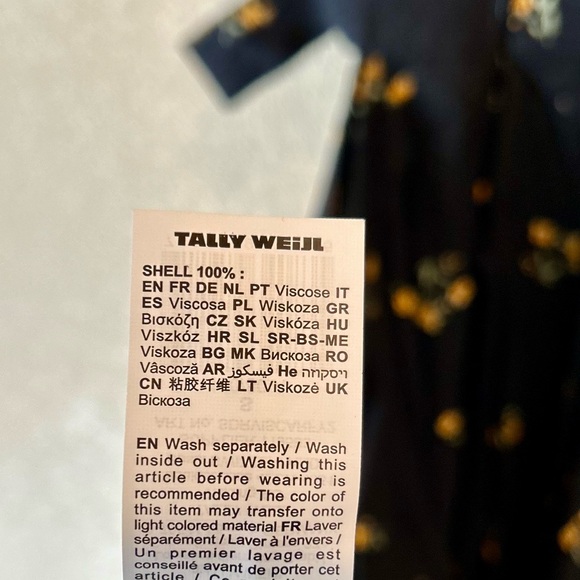 TALLY WEiJL
SHELL 100% :
EN FR DE NL PT Viscose IT
ES Viscosa PL Wiskoza GR
Βισκόζη CZ SK Viskóza HU
Viszkóz HR SL SR-BS-ME
Viskoza BG MK Вискоза RO
Vâscoză AR فيسكوز He ויסקוזה
CN 粘胶纤维 LT Viskozė UK
Віскоза
EN Wash separately / Wash
inside out / Washing this
article before wearing is
recommended / The color of
this item may transfer onto
light colored material FR Laver
séparément / Laver à l'envers /
Un premier lavage est
conseillé avant de porter cet
article /